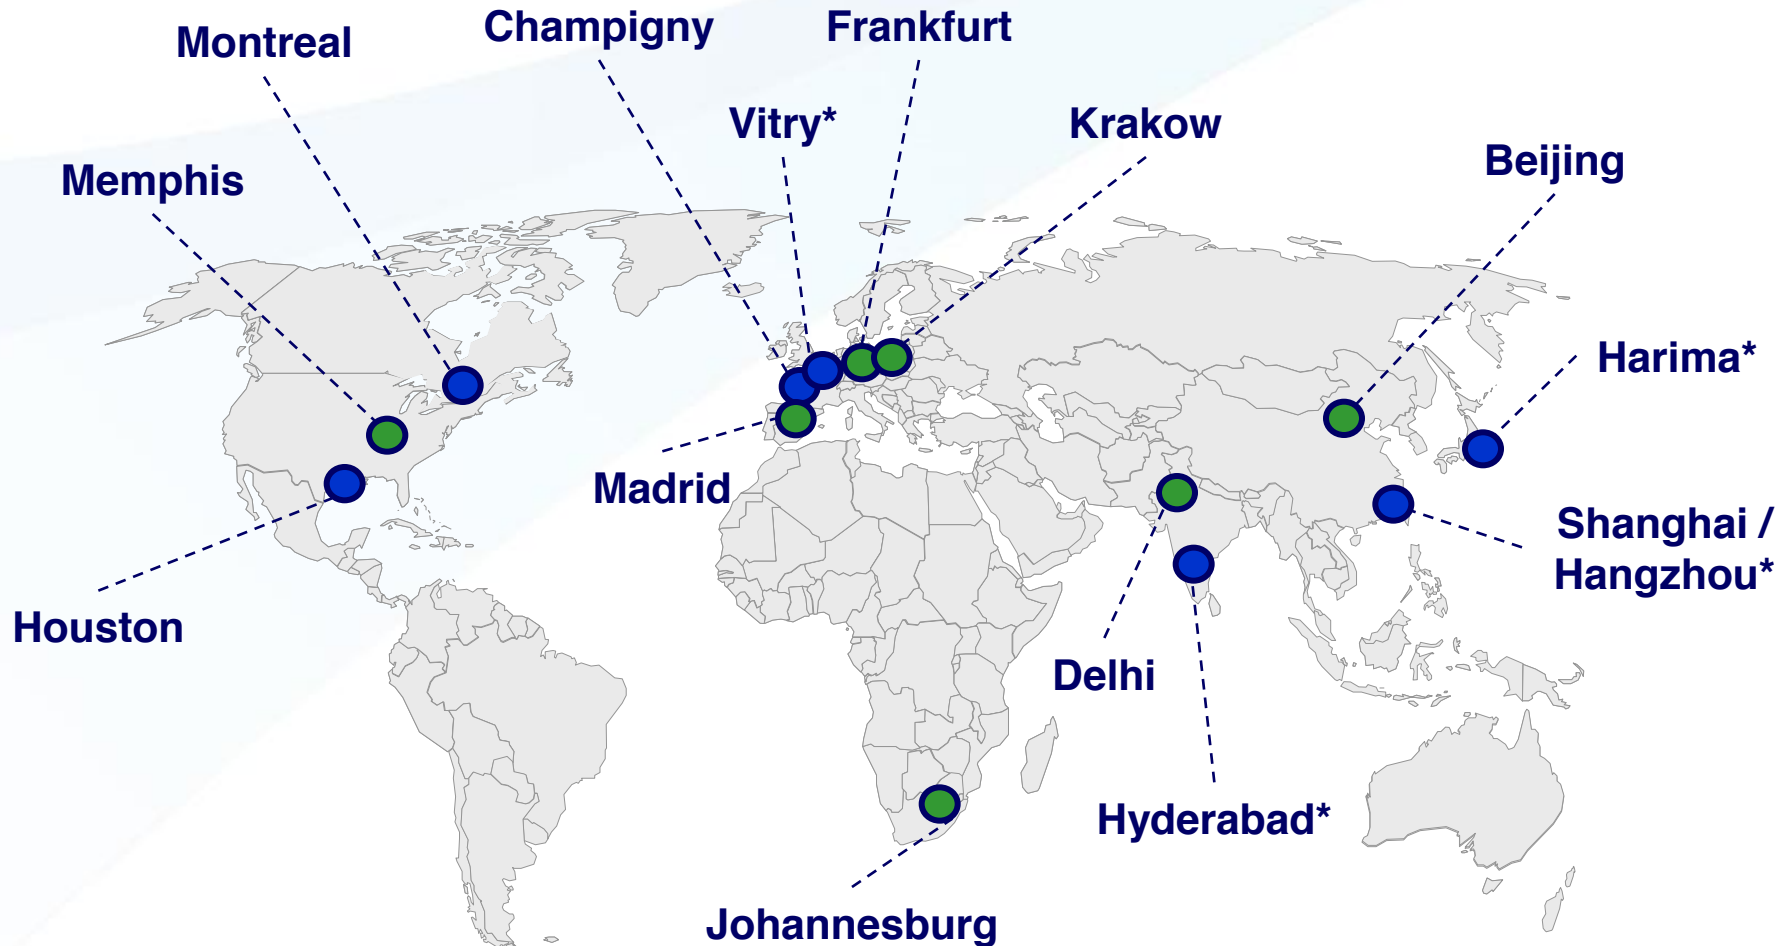 Champigny
Frankfurt
Montreal
Vitry*
Krakow
Beijing
Memphis
Harima*
Madrid
Shanghai /
Hangzhou*
Houston
Delhi
Hyderabad*
Johannesburg